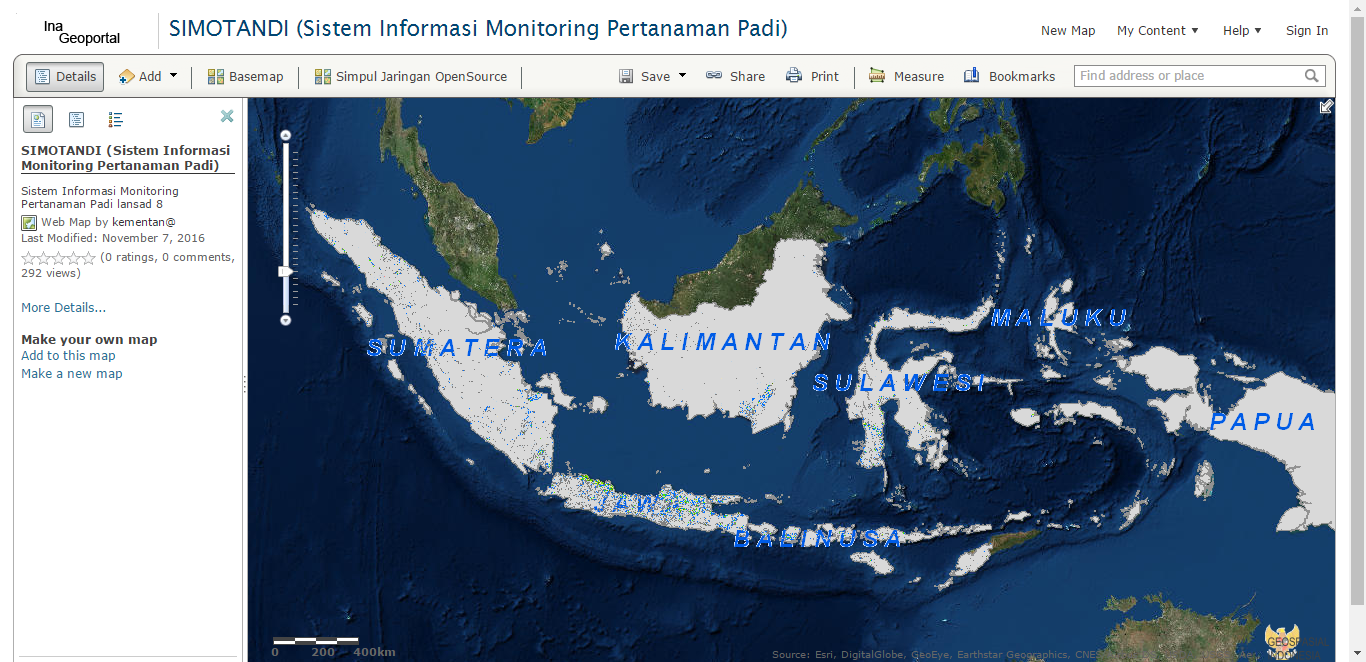 Ina
Geoportal
SIMOTANDI (Sistem Informasi Monitoring Pertanaman Padi)
New Map
My Content
Help
Sign In
Details
Add
Basemap
Simpul Jaringan OpenSource
Save
Share
Print
Measure
Bookmarks
Find address or place
SIMOTANDI (Sistem Informasi
Monitoring Pertanaman Padi)
Sistem Informasi Monitoring
Pertanaman Padi lansad 8
Web Map by kementan@
Last Modified: November 7, 2016
(0 ratings, 0 comments,
292 views)
More Details...
Make your own map
Add to this map
Make a new map
MALUKU
KALIMANTAN
SUMATERA
SULAWESI
PAPUA
JAWA
BALINUSA
0 200 400km
Source: Esri, DigitalGlobe, GeoEye, Earthstar Geographics, CNES